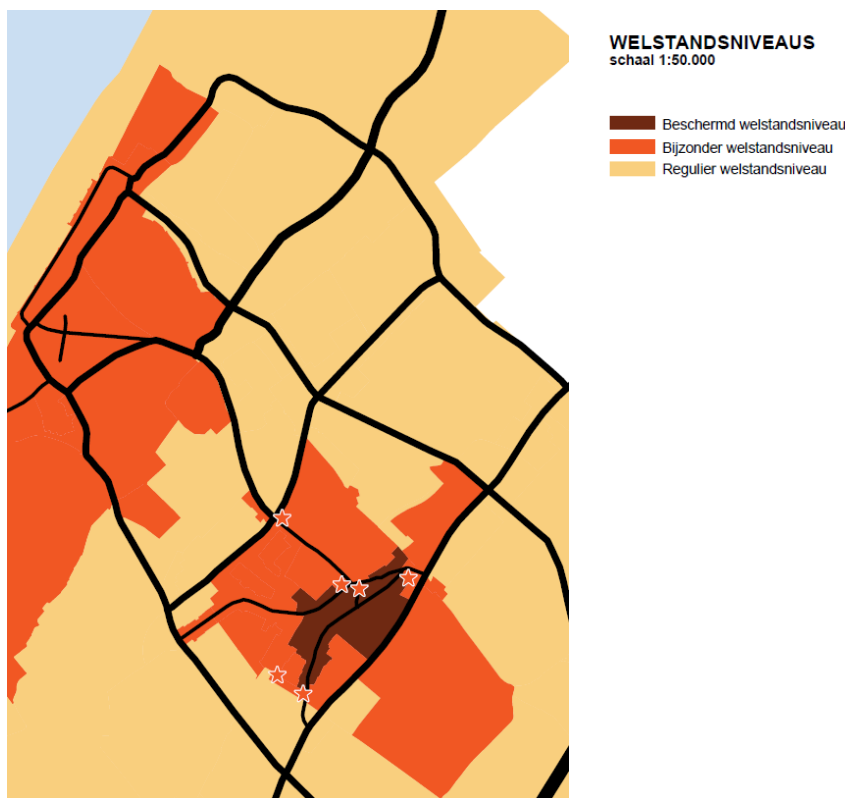 WELSTANDSNIVEAUS
schaal 1:50.000
Beschermd welstandsniveau
Bijzonder welstandsniveau
Regulier welstandsniveau